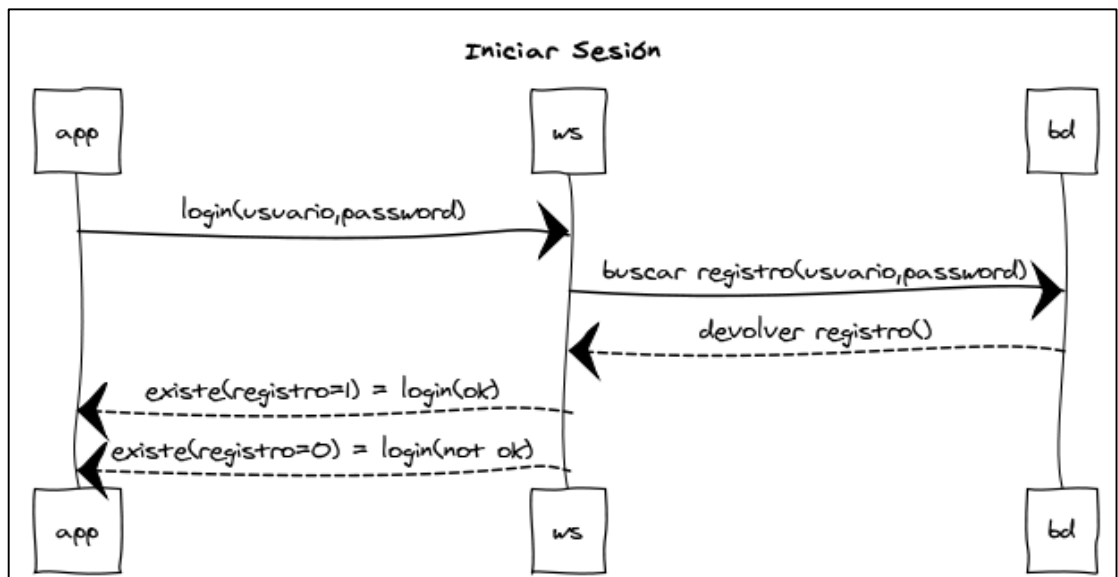 Iniciar Sesión
app ws bd
login(usuario,password)
buscar registro(usuario,password)
devolver registro()
existe(registro=1) = login(ok)
existe(registro=0) = login(not ok)
app ws bd